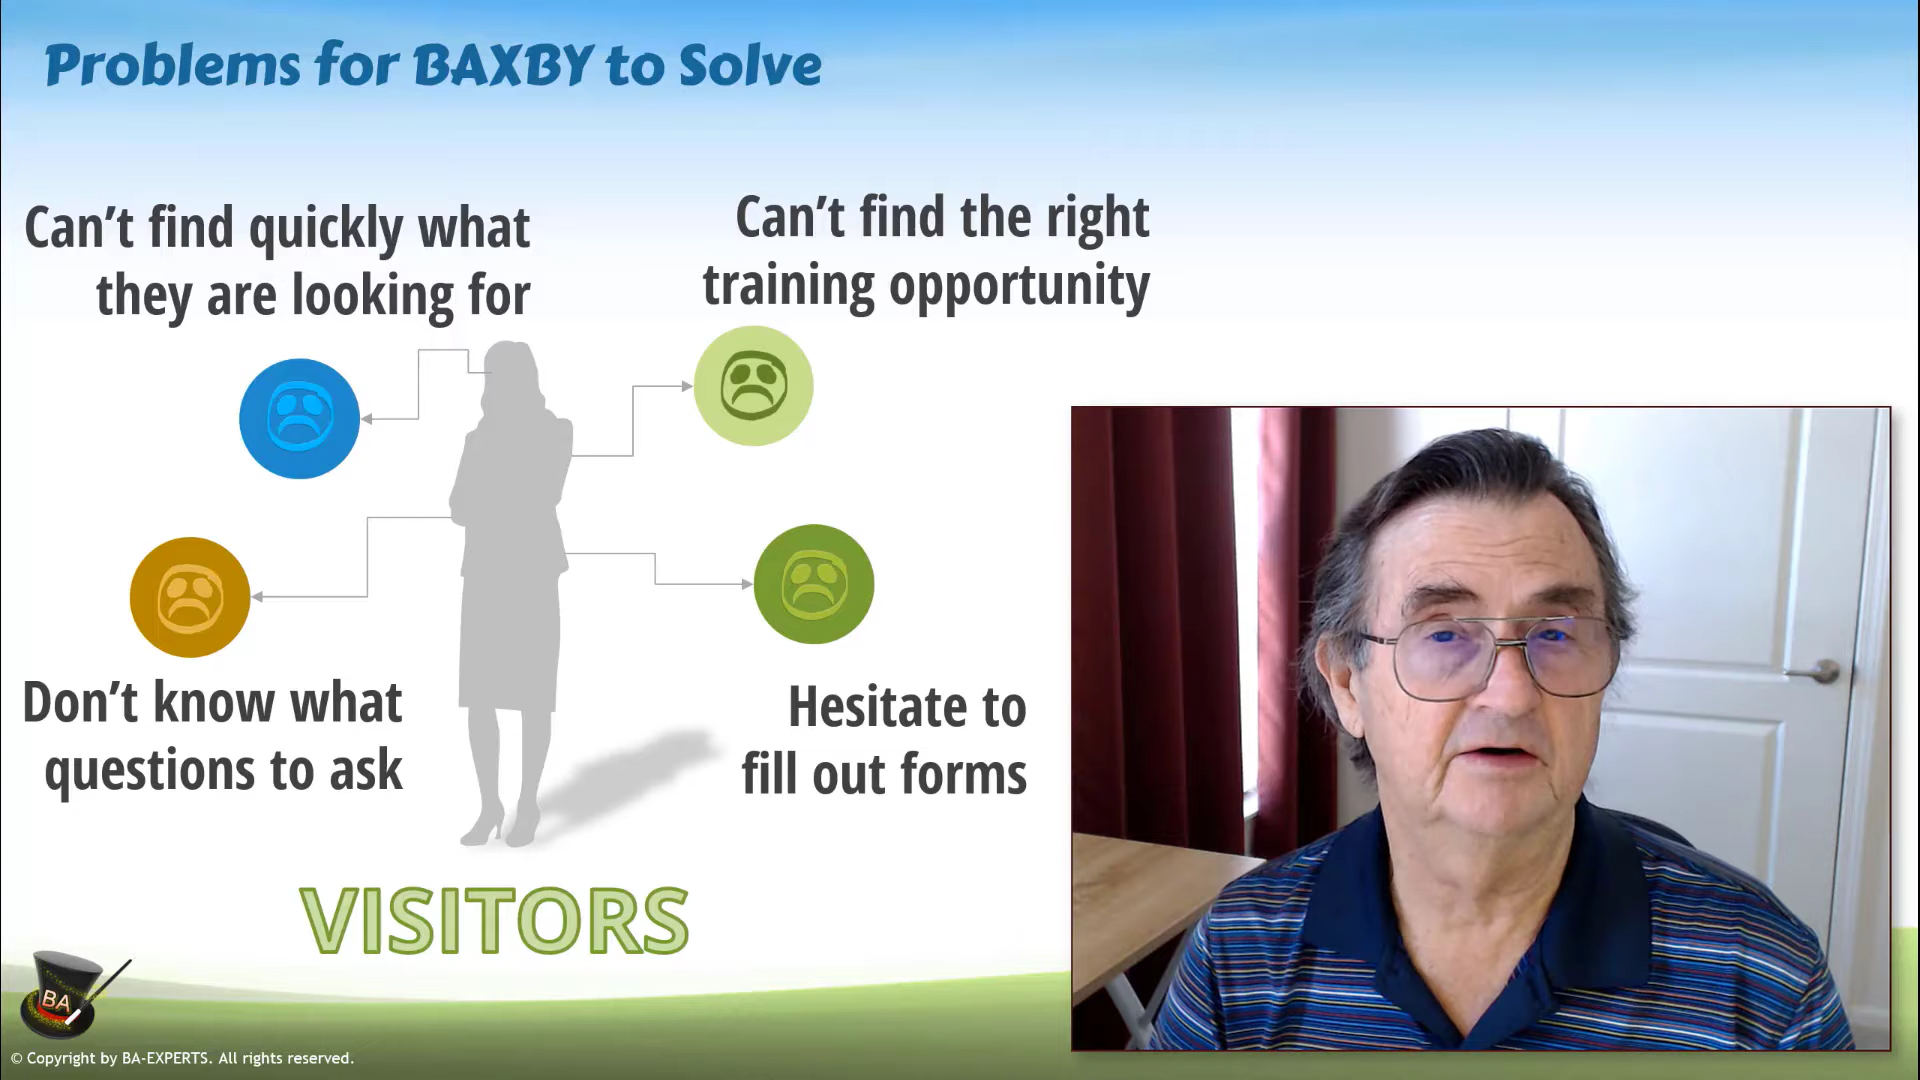 Problems for BAXBY to Solve
Can't find quickly what
they are looking for
Can't find the right
training opportunity
Don't know what
questions to ask
Hesitate to
fill out forms
VISITORS
BA
© Copyright by BA-EXPERTS. All rights reserved.